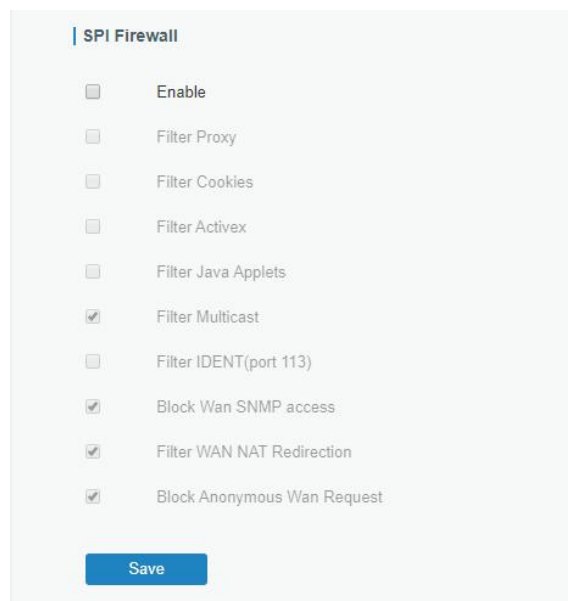 SPI Firewall
Enable
Filter Proxy
Filter Cookies
Filter Activex
Filter Java Applets
Filter Multicast
Filter IDENT(port 113)
Block Wan SNMP access
Filter WAN NAT Redirection
Block Anonymous Wan Request
Save